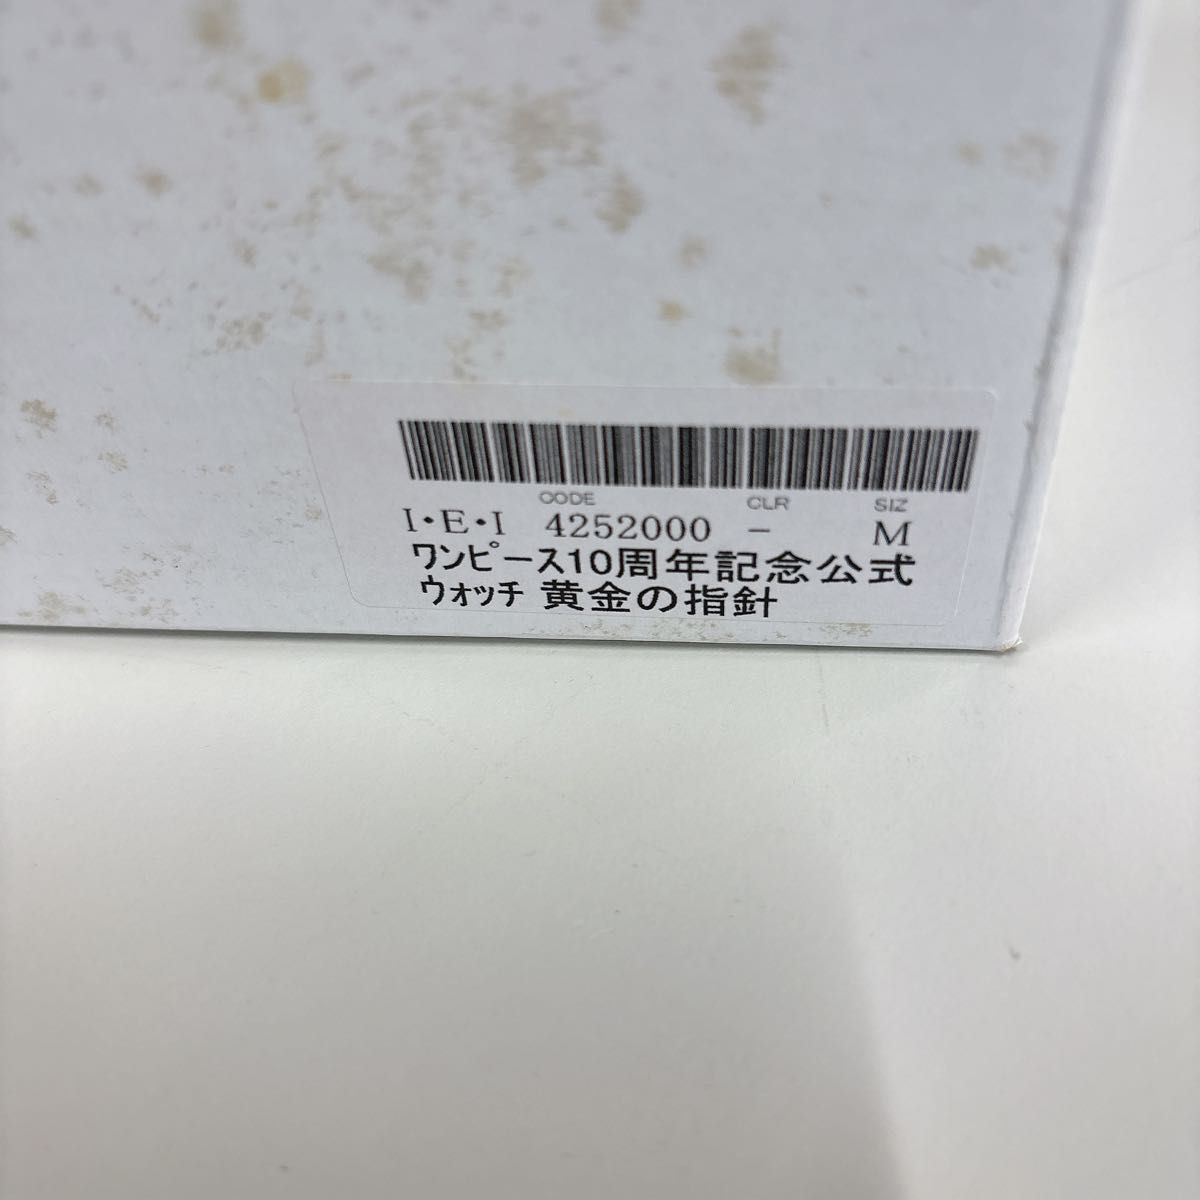 CODE CLR SIZ
I・E・I 4252000 － M
ワンピース10周年記念公式
ウォッチ 黄金の指針